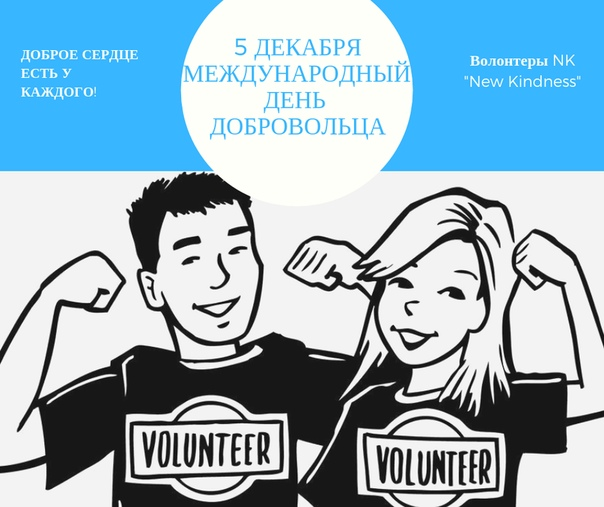 ДОБРОЕ СЕРДЦЕ
ЕСТЬ У
КАЖДОГО!
5 ДЕКАБРЯ
МЕЖДУНАРОДНЫЙ
ДЕНЬ
ДОБРОВОЛЬЦА
Волонтеры NK
"New Kindness"
VOLUNTEER
VOLUNTEER